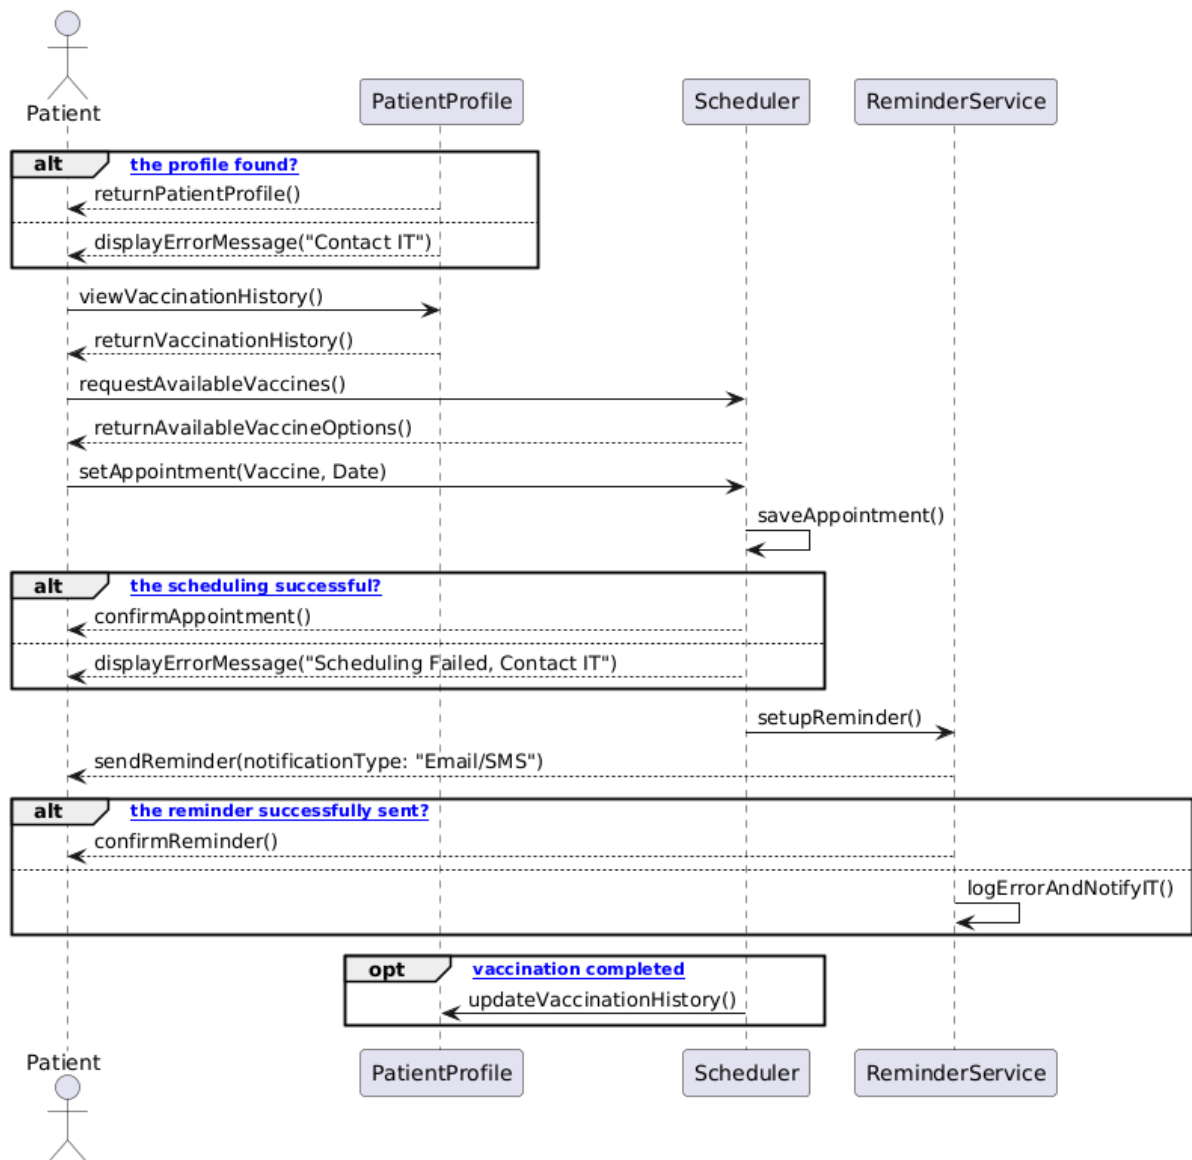 Patient
PatientProfile
Scheduler
ReminderService
alt
the profile found?
returnPatientProfile()
displayErrorMessage("Contact IT")
viewVaccinationHistory()
returnVaccinationHistory()
requestAvailableVaccines()
returnAvailableVaccineOptions()
setAppointment(Vaccine, Date)
saveAppointment()
alt
the scheduling successful?
confirmAppointment()
displayErrorMessage("Scheduling Failed, Contact IT")
setupReminder()
sendReminder(notificationType: "Email/SMS")
alt
the reminder successfully sent?
confirmReminder()
logErrorAndNotifyIT()
opt
vaccination completed
updateVaccinationHistory()
Patient
PatientProfile
Scheduler
ReminderService